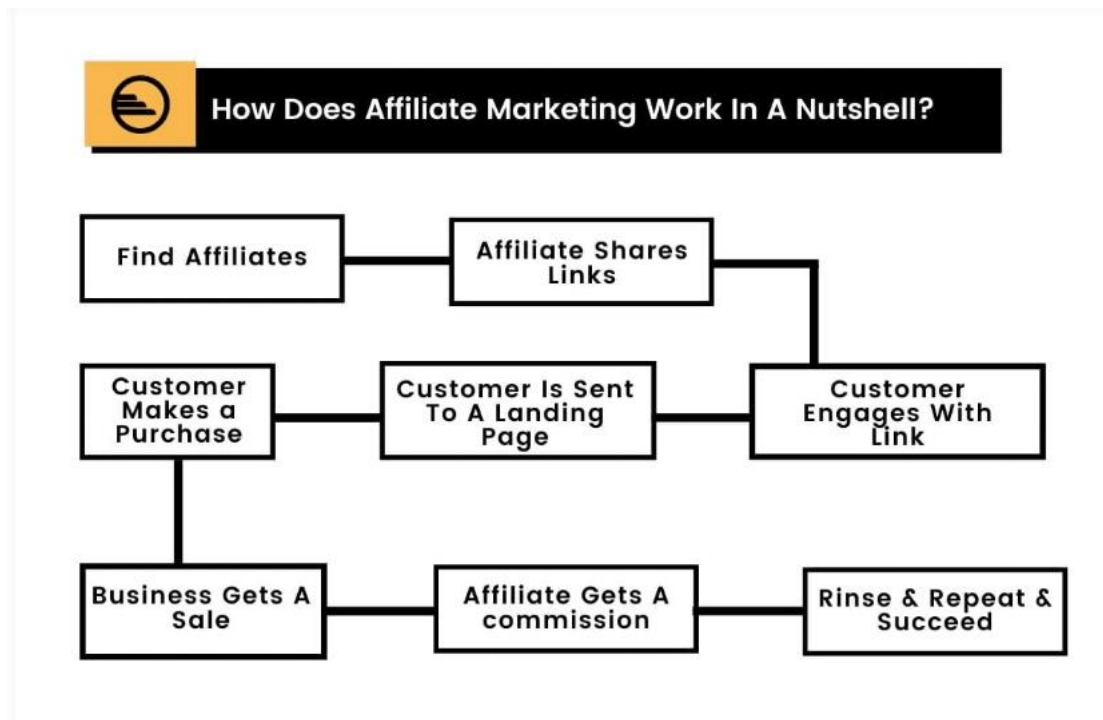 How Does Affiliate Marketing Work In A Nutshell?
Find Affiliates
Affiliate Shares
Links
Customer
Engages With
Link
Customer Is Sent
To A Landing
Page
Customer
Makes a
Purchase
Business Gets A
Sale
Affiliate Gets A
commission
Rinse & Repeat &
Succeed